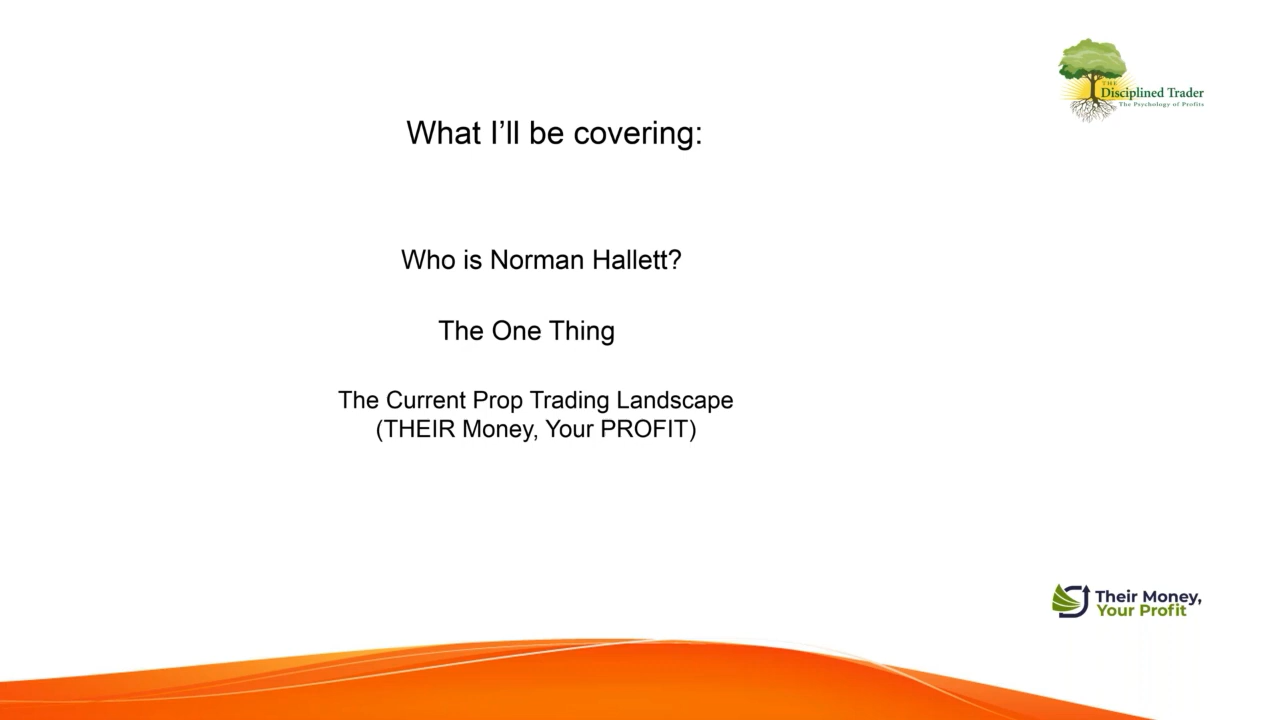 THE
Disciplined Trader
The Psychology of Profits
What I’ll be covering:
Who is Norman Hallett?
The One Thing
The Current Prop Trading Landscape
(THEIR Money, Your PROFIT)
Their Money,
Your Profit